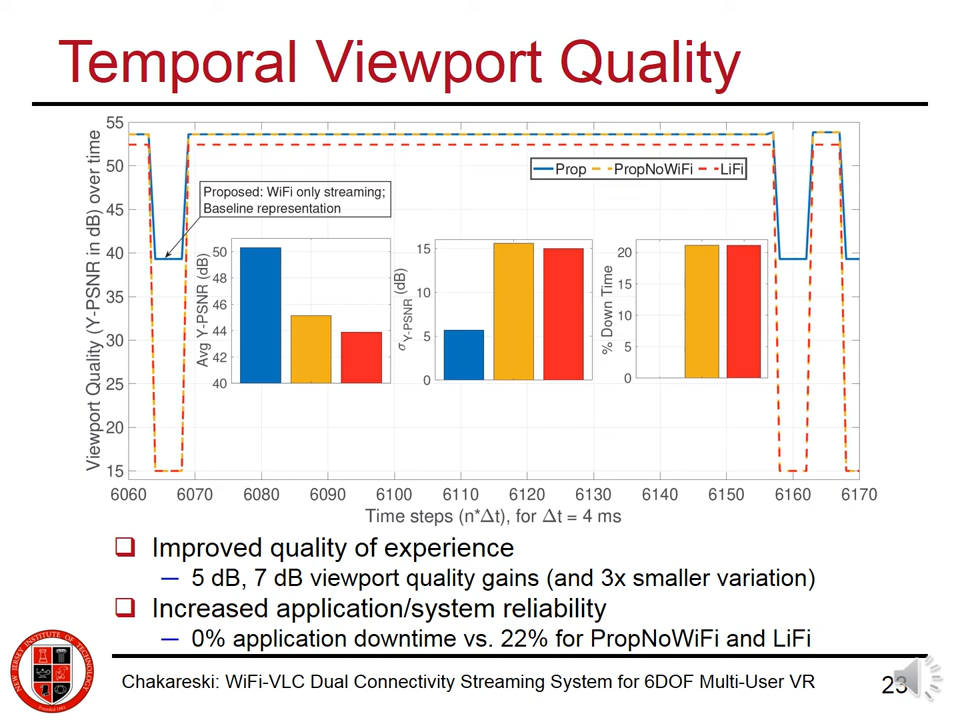 Temporal Viewport Quality
Viewport Quality (Y-PSNR in dB) over time
55
50
45
40
35
30
25
20
15
Prop PropNoWiFi LiFi
Proposed: WiFi only streaming;
Baseline representation
Avg Y-PSNR (dB)
50
48
46
44
42
40
σY-PSNR (dB)
15
10
5
0
% Down Time
20
15
10
5
0
6060 6070 6080 6090 6100 6110 6120 6130 6140 6150 6160 6170
Time steps (n*Δt), for Δt = 4 ms
Improved quality of experience
– 5 dB, 7 dB viewport quality gains (and 3x smaller variation)
Increased application/system reliability
– 0% application downtime vs. 22% for PropNoWiFi and LiFi
NEW JERSEY INSTITUTE OF TECHNOLOGY
Chakareski: WiFi-VLC Dual Connectivity Streaming System for 6DOF Multi-User VR
23